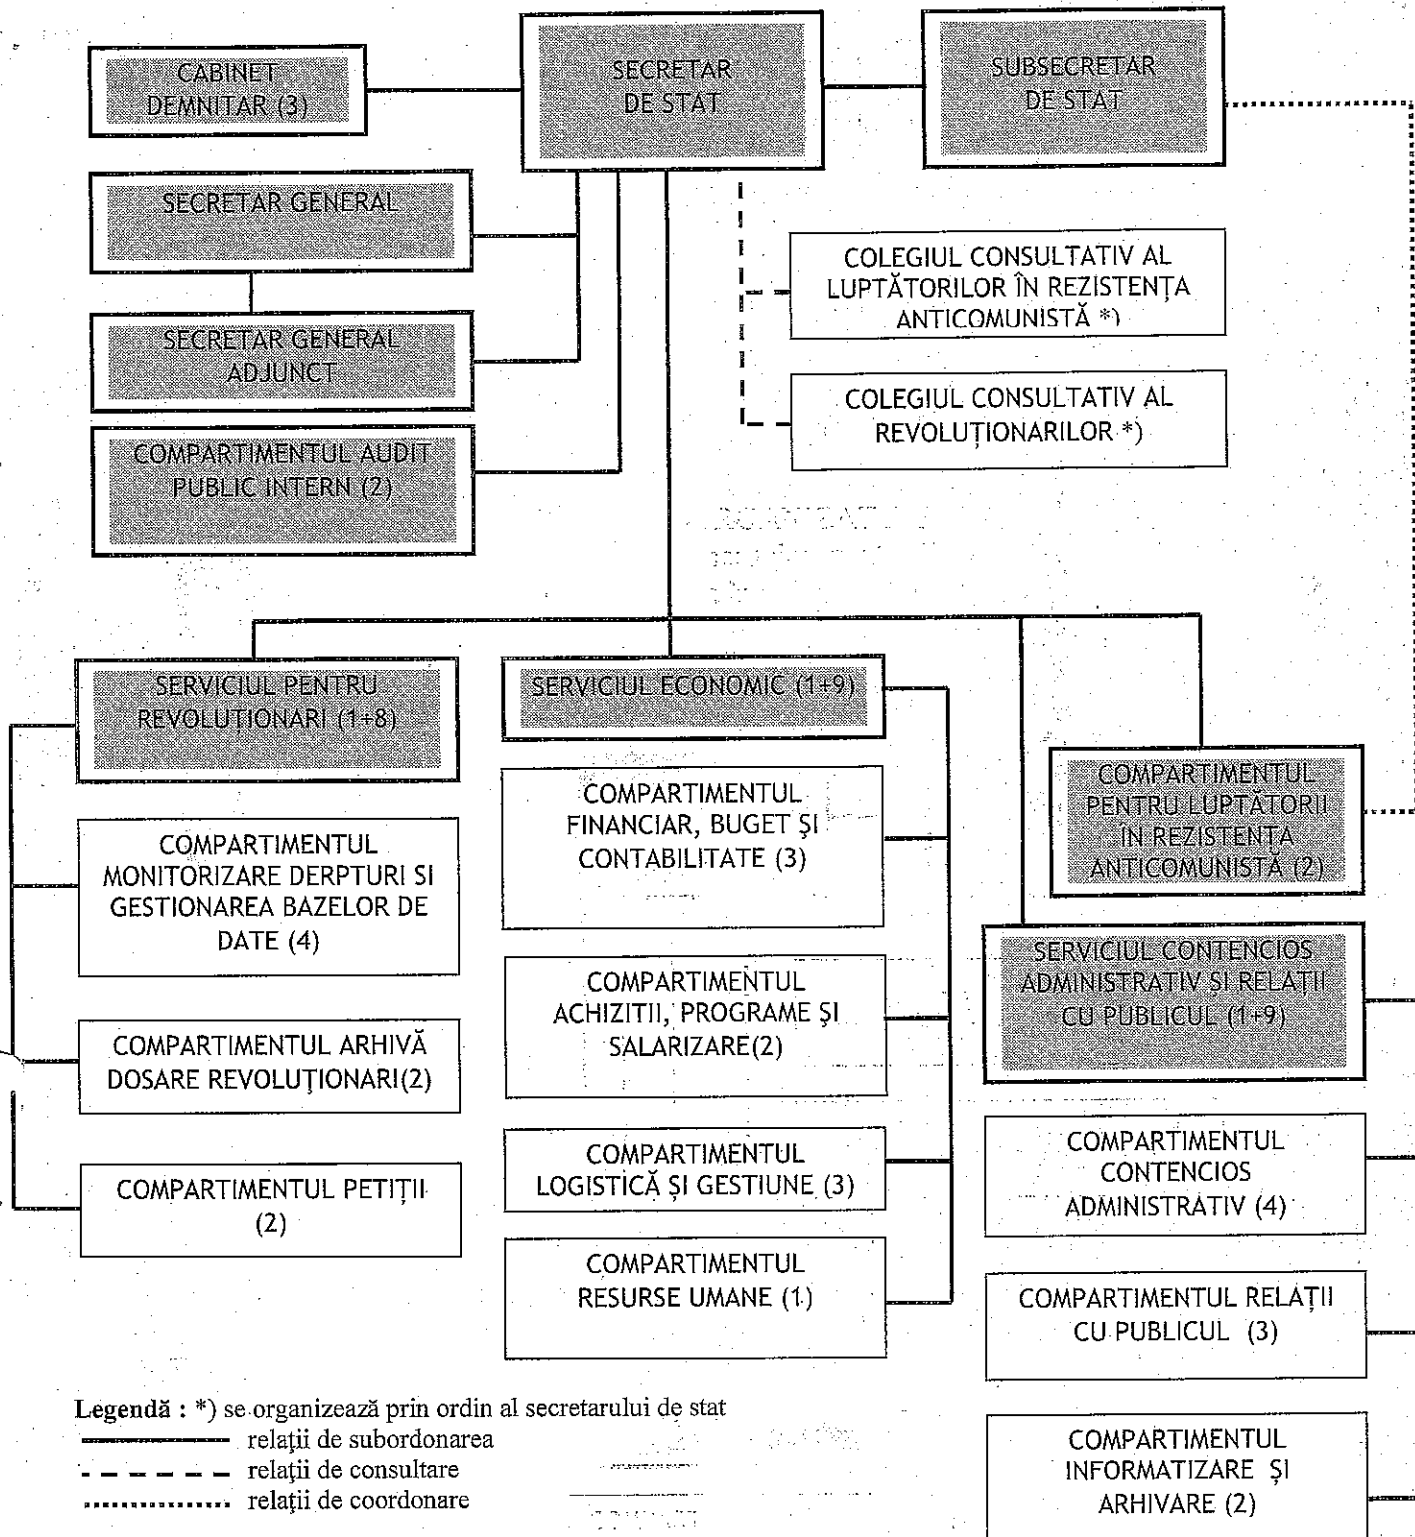 CABINET
DEMNITAR (3)
SECRETAR
DE STAT
SUBSECRETAR
DE STAT
SECRETAR GENERAL
SECRETAR GENERAL
ADJUNCT
COMPARTIMENTUL AUDIT
PUBLIC INTERN (2)
COLEGIUL CONSULTATIV AL
LUPTĂTORILOR ÎN REZISTENȚA
ANTICOMUNISTĂ *)
COLEGIUL CONSULTATIV AL
REVOLUȚIONARILOR *)
SERVICIUL PENTRU
REVOLUȚIONARI (1+8)
COMPARTIMENTUL
MONITORIZARE DERPTURI SI
GESTIONAREA BAZELOR DE
DATE (4)
COMPARTIMENTUL ARHIVĂ
DOSARE REVOLUȚIONARI(2)
COMPARTIMENTUL PETIȚII
(2)
SERVICIUL ECONOMIC (1+9)
COMPARTIMENTUL
FINANCIAR, BUGET ŞI
CONTABILITATE (3)
COMPARTIMENTUL
ACHIZITII, PROGRAME ŞI
SALARIZARE(2)
COMPARTIMENTUL
LOGISTICĂ ȘI GESTIUNE (3)
COMPARTIMENTUL
RESURSE UMANE (1)
COMPARTIMENTUL
PENTRU LUPTĂTORII
ÎN REZISTENȚA
ANTICOMUNISTĂ (2)
SERVICIUL CONTENCIOS
ADMINISTRATIV ȘI RELAȚII
CU PUBLICUL (1+9)
COMPARTIMENTUL
CONTENCIOS
ADMINISTRATIV (4)
COMPARTIMENTUL RELAȚII
CU PUBLICUL (3)
COMPARTIMENTUL
INFORMATIZARE ȘI
ARHIVARE (2)
Legendă : *) se organizează prin ordin al secretarului de stat
relaţii de subordonarea
relaţii de consultare
relaţii de coordonare